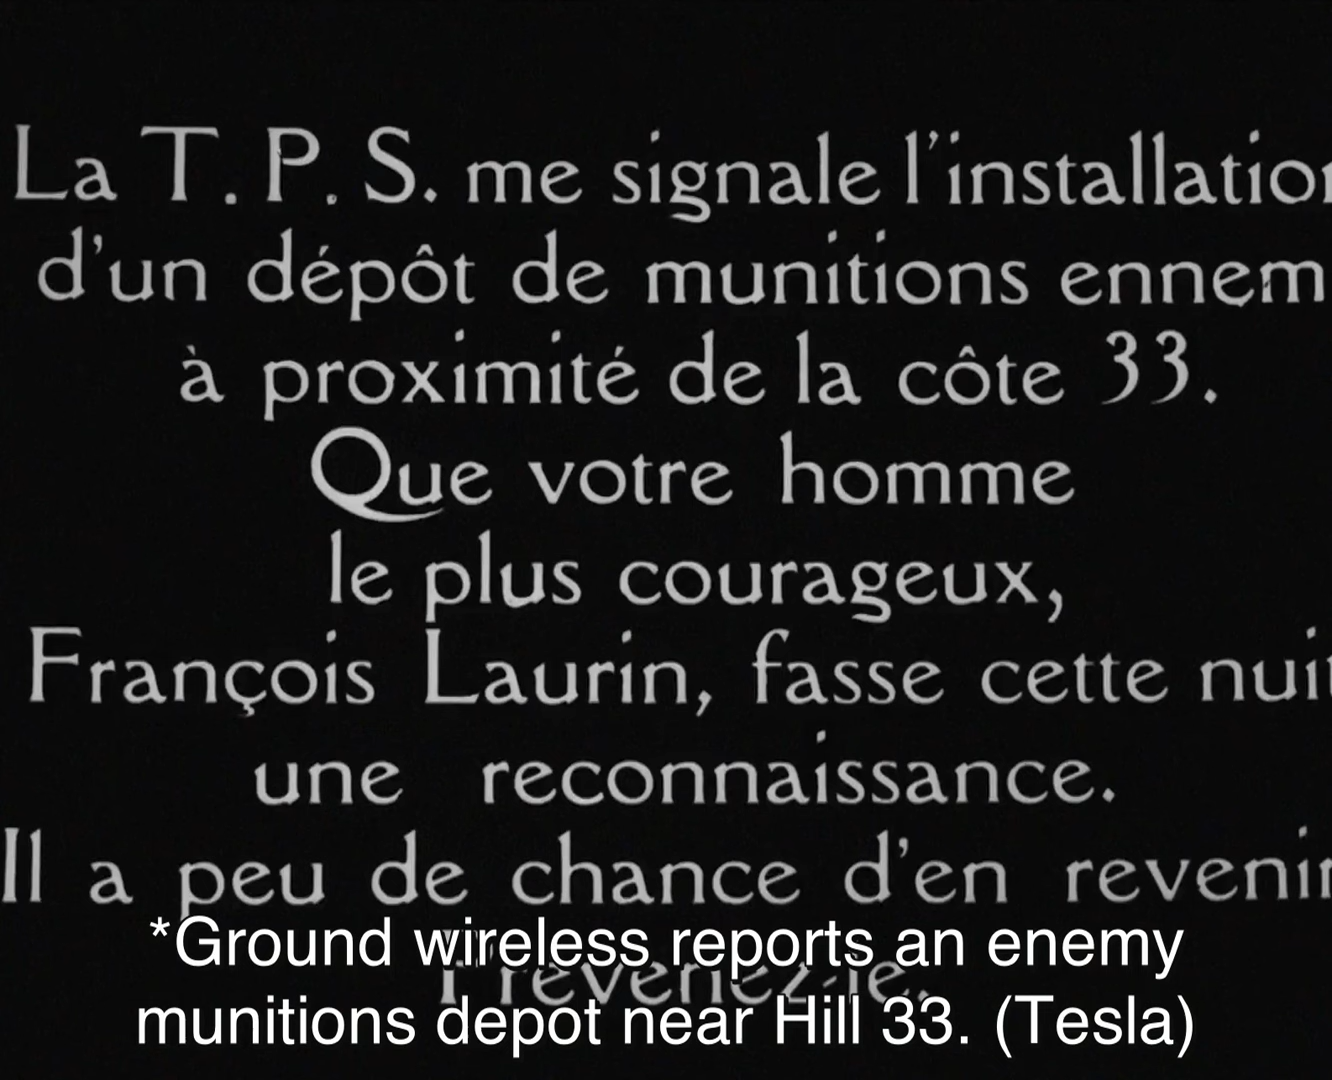 La T. P. S. me signale l'installation
d'un dépôt de munitions ennem
à proximité de la côte 33.
Que votre homme
le plus courageux,
François Laurin, fasse cette nuit
une reconnaissance.
Il a peu de chance d'en revenir
*Ground wireless reports an enemy
munitions depot near Hill 33. (Tesla)